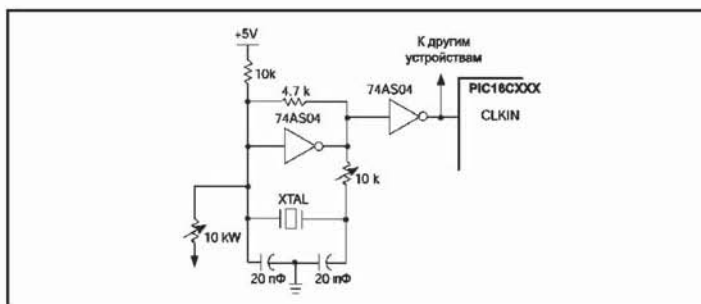 +5V
10k
4.7 k
74AS04
74AS04
К другим
устройствам
PIC16CXXX
CLKIN
10 k
XTAL
10 kW
20 пФ
20 пФ